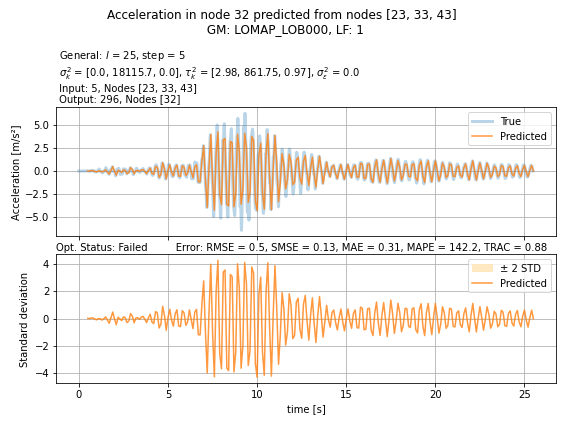 Acceleration in node 32 predicted from nodes [23, 33, 43]
GM: LOMAP_LOB000, LF: 1
General: l = 25, step = 5
σ²ₖ = [0.0, 18115.7, 0.0], τ²ₖ = [2.98, 861.75, 0.97], σ²ε = 0.0
Input: 5, Nodes [23, 33, 43]
Output: 296, Nodes [32]
Acceleration [m/s²]
5.0
2.5
0.0
−2.5
−5.0
True
Predicted
Opt. Status: Failed
Error: RMSE = 0.5, SMSE = 0.13, MAE = 0.31, MAPE = 142.2, TRAC = 0.88
Standard deviation
4
2
0
−2
−4
± 2 STD
Predicted
0
5
10
15
20
25
time [s]